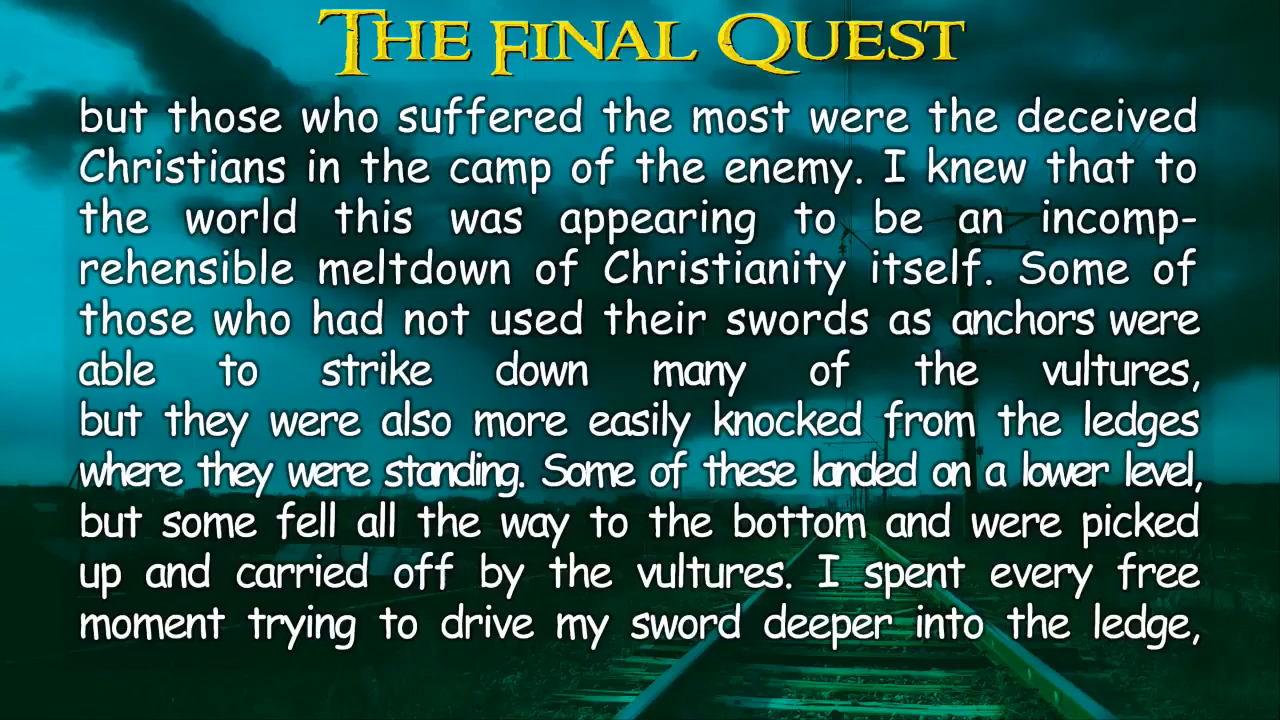 The Final Quest
but those who suffered the most were the deceived
Christians in the camp of the enemy. I knew that to
the world this was appearing to be an incomp-
rehensible meltdown of Christianity itself. Some of
those who had not used their swords as anchors were
able to strike down many of the vultures,
but they were also more easily knocked from the ledges
where they were standing. Some of these landed on a lower level,
but some fell all the way to the bottom and were picked
up and carried off by the vultures. I spent every free
moment trying to drive my sword deeper into the ledge,